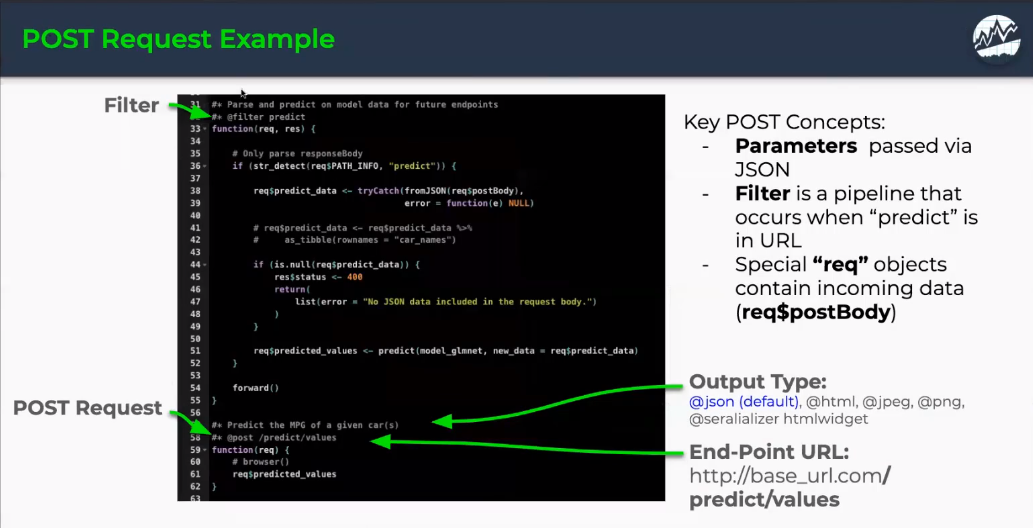 POST Request Example
Filter
31 #* Parse and predict on model data for future endpoints
#* @filter predict
33 function(req, res) {
34
35 # Only parse responseBody
36 if (str_detect(req$PATH_INFO, "predict")) {
37
38 req$predict_data <- tryCatch(fromJSON(req$postBody),
39 error = function(e) NULL)
40
41 # req$predict_data <- req$predict_data %>%
42 # as_tibble(rownames = "car_names")
43
44 if (is.null(req$predict_data)) {
45 res$status <- 400
46 return(
47 list(error = "No JSON data included in the request body.")
48 )
49 }
50
51 req$predicted_values <- predict(model_glmnet, new_data = req$predict_data)
52 }
53
54 forward()
55 }
56
#* Predict the MPG of a given car(s)
58 #* @post /predict/values
59 function(req) {
60 # browser()
61 req$predicted_values
62 }
63
POST Request
Key POST Concepts:
- Parameters passed via
JSON
- Filter is a pipeline that
occurs when “predict” is
in URL
- Special “req” objects
contain incoming data
(req$postBody)
Output Type:
@json (default), @html, @jpeg, @png,
@seralializer htmlwidget
End-Point URL:
http://base_url.com/
predict/values